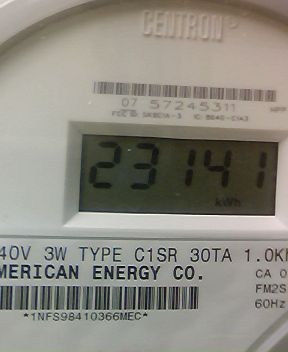 CENTRON®
07 57245311
23141
kWh
40V 3W TYPE C1SR 30TA 1.0K
MERICAN ENERGY CO.
CA 0
FM2S
60Hz
*1NFS98410366MEC*